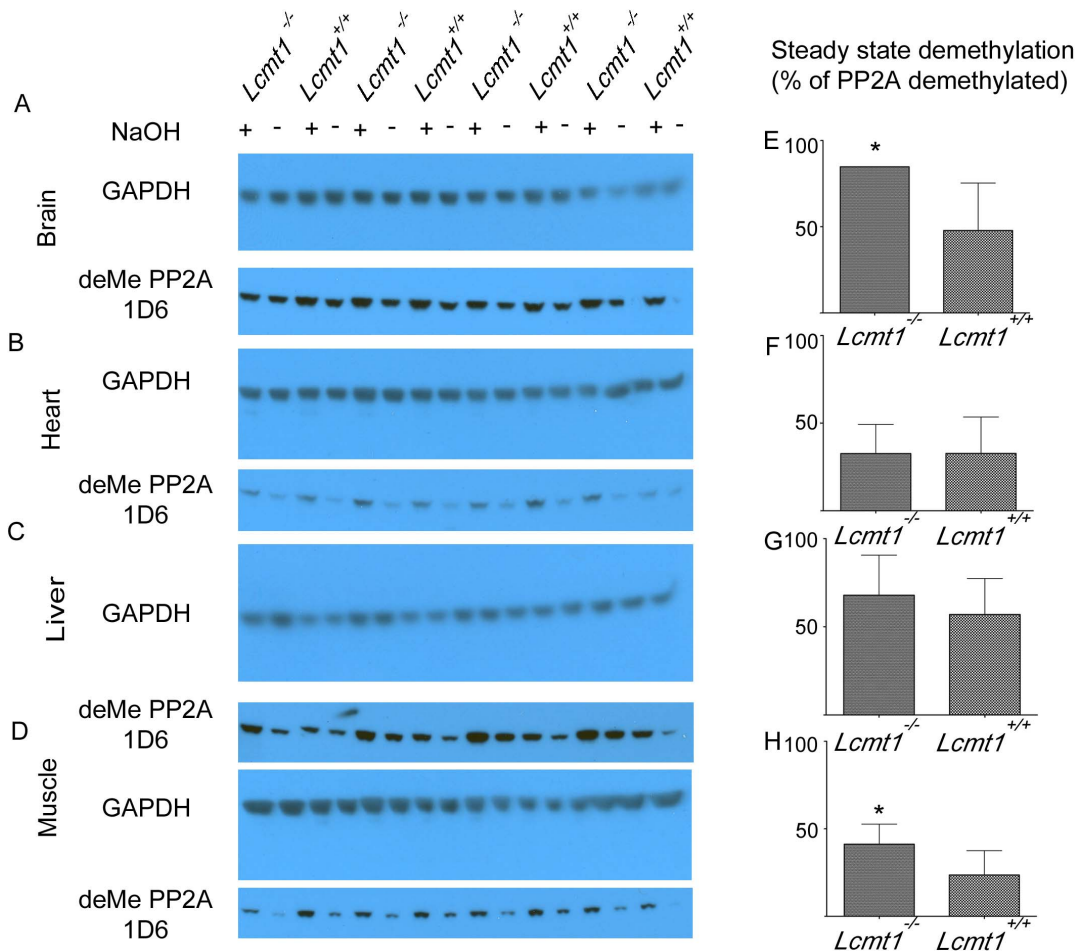 Lcmt1 -/- Lcmt1 +/+ Lcmt1 -/- Lcmt1 +/+ Lcmt1 -/- Lcmt1 +/+ Lcmt1 -/- Lcmt1 +/+
A
NaOH + - + - + - + - + - + - + - + -
Brain
GAPDH
deMe PP2A
1D6
B
Heart
GAPDH
deMe PP2A
1D6
C
Liver
GAPDH
deMe PP2A
1D6
D
Muscle
GAPDH
deMe PP2A
1D6
Steady state demethylation
(% of PP2A demethylated)
E
100
*
50
Lcmt1 -/- Lcmt1 +/+
F
100
50
Lcmt1 -/- Lcmt1 +/+
G
100
50
Lcmt1 -/- Lcmt1 +/+
H
100
*
50
Lcmt1 -/- Lcmt1 +/+